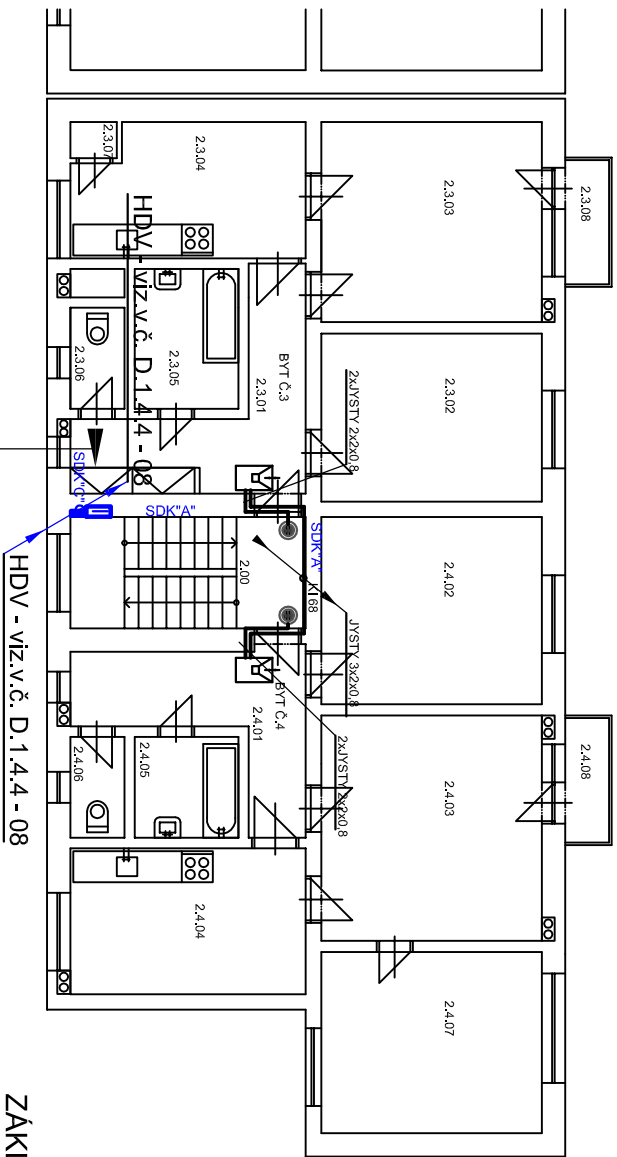 2.3.08
2.3.03
2.3.04
2.3.07
HDV - viz.v.č. D.1.4.4 - 08
2.3.05
2.3.06
BYT Č.3
2.3.01
2.3.02
2xJYSTY 2x2x0,8
SDK"C"
SDK"A"
SDK"A"
KT68
2.00
HDV - viz.v.č. D.1.4.4 - 08
JYSTY 3x2x0,8
2.4.02
BYT Č.4
2.4.01
2xJYSTY 2x2x0,8
2.4.05
2.4.06
2.4.03
2.4.08
2.4.04
2.4.07
ZÁKL